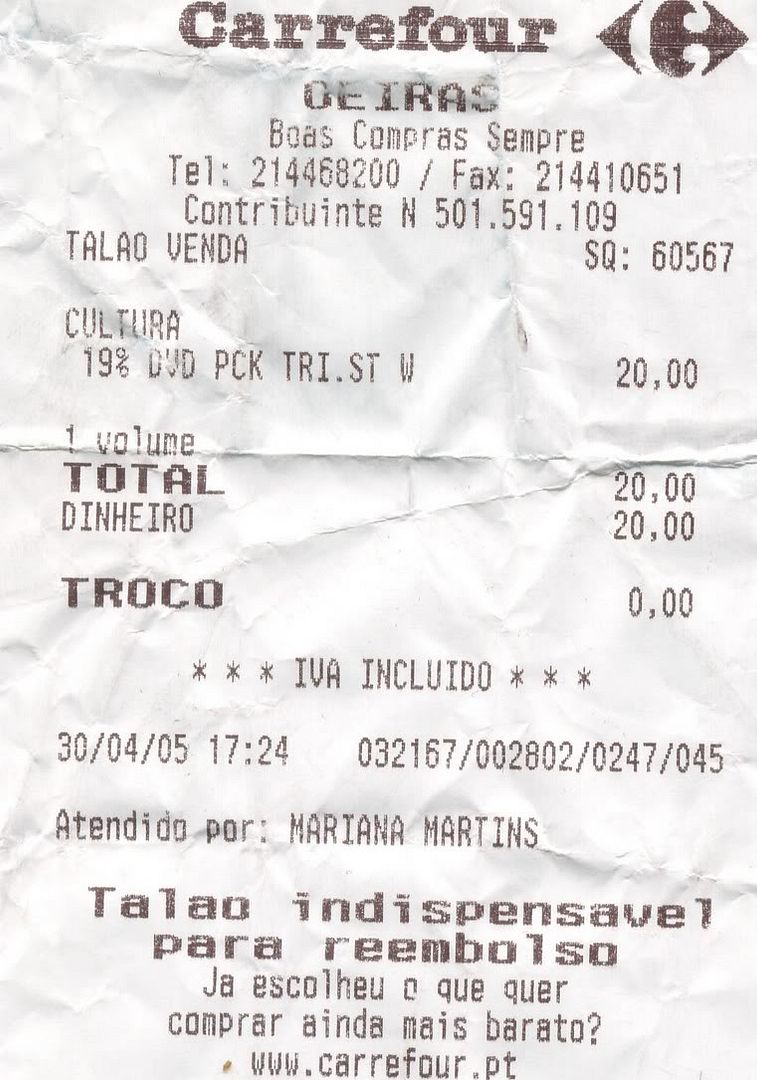 Carrefour
OEIRAS
Boas Compras Sempre
Tel: 214468200 / Fax: 214410651
Contribuinte N 501.591.109
TALAO VENDA SQ: 60567
CULTURA
19% DVD PCK TRI.ST W 20,00
1 volume
TOTAL 20,00
DINHEIRO 20,00
TROCO 0,00
* * * IVA INCLUIDO * * *
30/04/05 17:24 032167/002802/0247/045
Atendido por: MARIANA MARTINS
Talao indispensavel
para reembolso
Ja escolheu o que quer
comprar ainda mais barato?
www.carrefour.pt